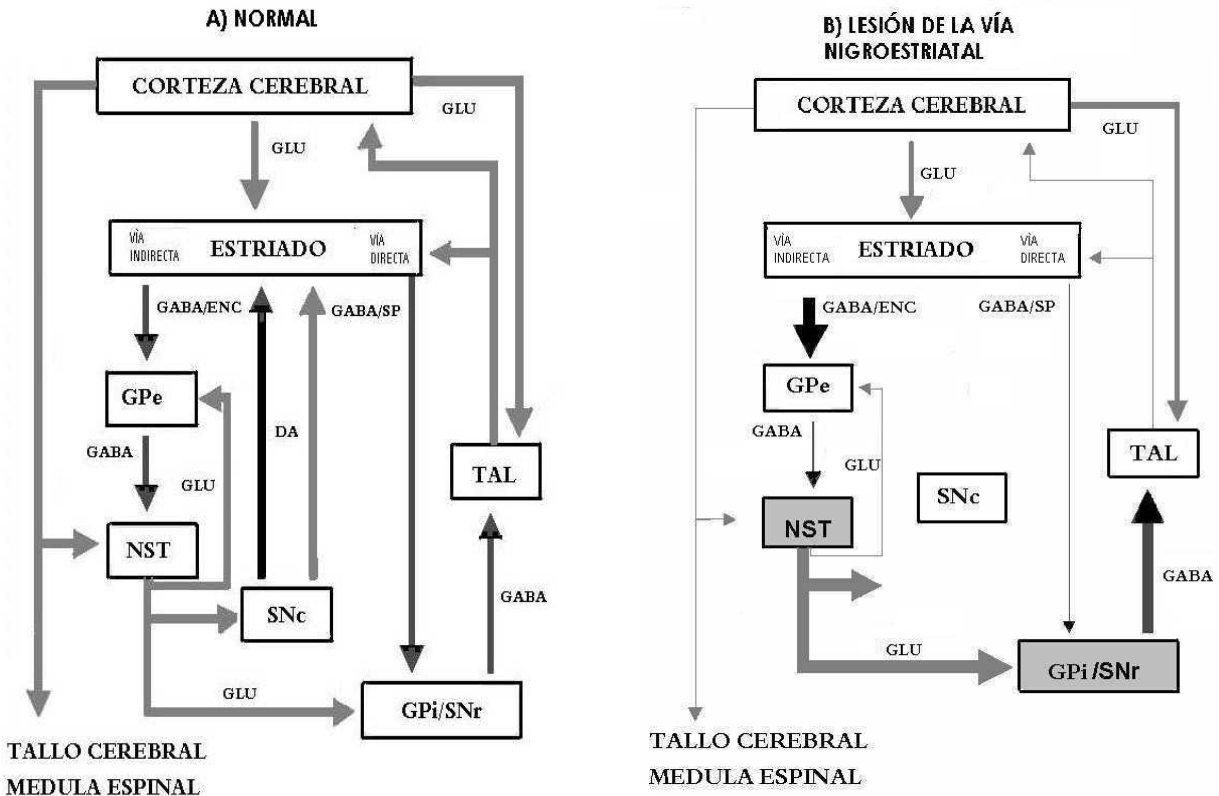 A) NORMAL
CORTEZA CEREBRAL
GLU
GLU
VÍA
INDIRECTA
ESTRIADO
VÍA
DIRECTA
GABA/ENC
GABA/SP
GPe
DA
GABA
GLU
TAL
NST
SNc
GABA
GLU
GPi/SNr
TALLO CEREBRAL
MEDULA ESPINAL
B) LESIÓN DE LA VÍA
NIGROESTRIATAL
CORTEZA CEREBRAL
GLU
GLU
VÍA
INDIRECTA
ESTRIADO
VÍA
DIRECTA
GABA/ENC
GABA/SP
GPe
GABA
GLU
TAL
SNc
NST
GABA
GLU
GPi/SNr
TALLO CEREBRAL
MEDULA ESPINAL